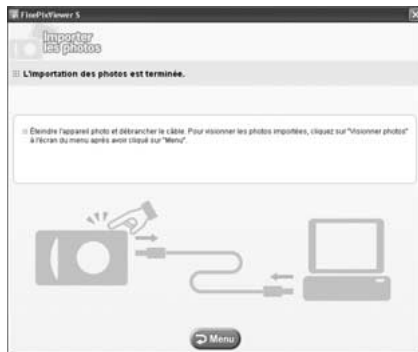 FinePixViewer S
Importer
les photos
L'importation des photos est terminée.
Éteindre l'appareil photo et débrancher le câble. Pour visionner les photos importées, cliquez sur "Visionner photos"
à l'écran du menu après avoir cliqué sur "Menu".
Menu